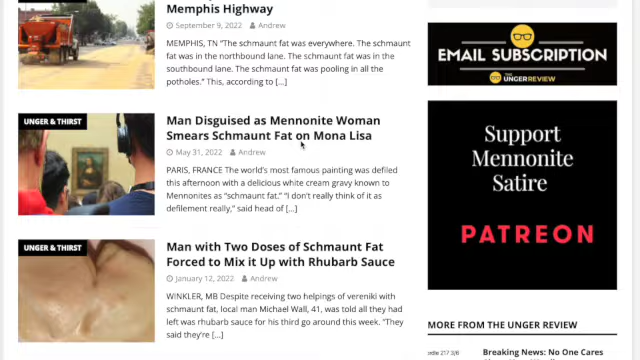 Memphis Highway
September 9, 2022 Andrew
MEMPHIS, TN “The schmaunt fat was everywhere. The schmaunt
fat was in the northbound lane. The schmaunt fat was in the
southbound lane. The schmaunt fat was pooling in all the
potholes.” This, according to [...]
UNGER & THIRST
Man Disguised as Mennonite Woman
Smears Schmaunt Fat on Mona Lisa
May 31, 2022 Andrew
PARIS, FRANCE The world’s most famous painting was defiled
this afternoon with a delicious white cream gravy known to
Mennonites as “schmaunt fat.” “I don’t really think of it as
defilement really,” said head of [...]
UNGER & THIRST
Man with Two Doses of Schmaunt Fat
Forced to Mix it Up with Rhubarb Sauce
January 12, 2022 Andrew
WINKLER, MB Despite receiving two helpings of vereniki with
schmaunt fat, local man Michael Wall, 41, was told all they had
left was rhubarb sauce for his third go around this week. “They
said they’re [...]
EMAIL SUBSCRIPTION
THE UNGER REVIEW
Support
Mennonite
Satire
PATREON
MORE FROM THE UNGER REVIEW
Breaking News: No One Cares